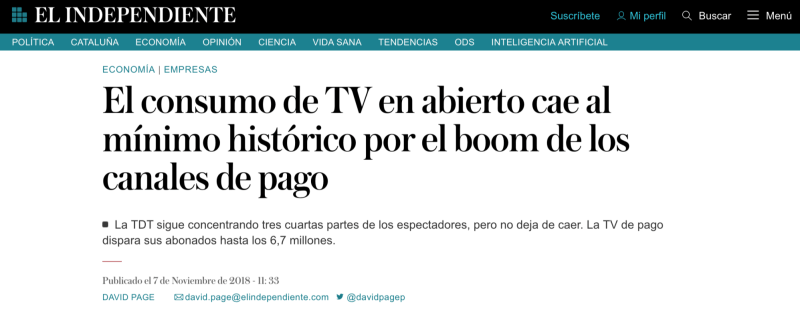 EL INDEPENDIENTE
Suscríbete Mi perfil Buscar Menú
POLÍTICA CATALUÑA ECONOMÍA OPINIÓN CIENCIA VIDA SANA TENDENCIAS ODS INTELIGENCIA ARTIFICIAL
ECONOMÍA | EMPRESAS
El consumo de TV en abierto cae al
mínimo histórico por el boom de los
canales de pago
La TDT sigue concentrando tres cuartas partes de los espectadores, pero no deja de caer. La TV de pago
dispara sus abonados hasta los 6,7 millones.
Publicado el 7 de Noviembre de 2018 - 11: 33
DAVID PAGE david.page@elindependiente.com @davidpagep